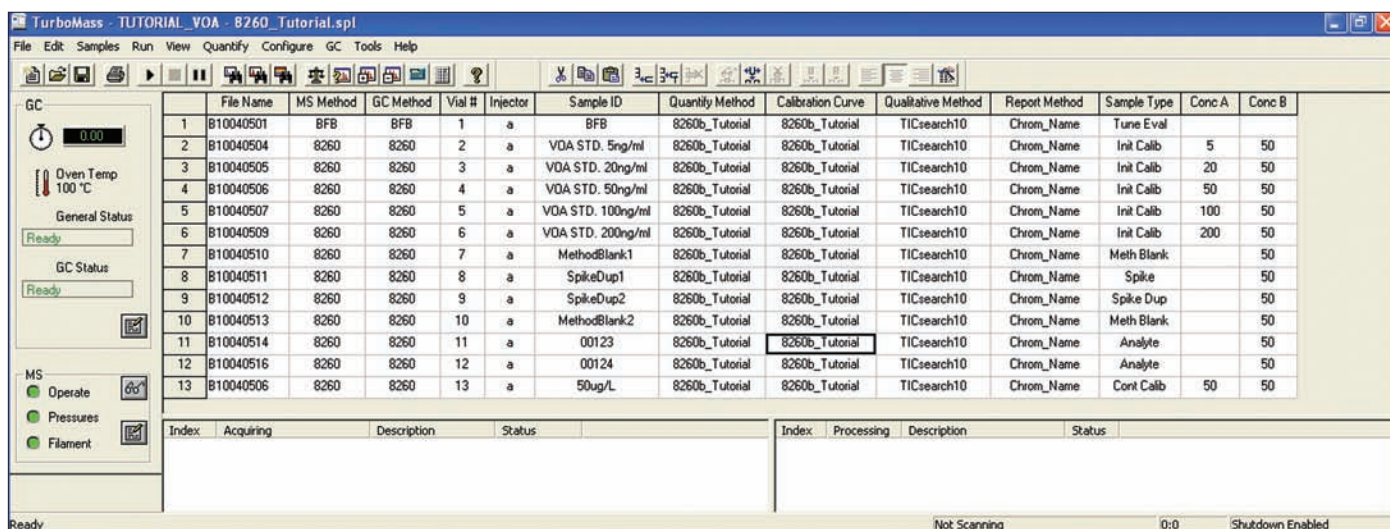 TurboMass - TUTORIAL_VOA - 8260_Tutorial.spl
File Edit Samples Run View Quantify Configure GC Tools Help
GC
0.00
Oven Temp
100 °C
General Status
Ready
GC Status
Ready
MS
Operate
Pressures
Filament
File Name MS Method GC Method Vial # Injector Sample ID Quantify Method Calibration Curve Qualitative Method Report Method Sample Type Conc A Conc B
1 B10040501 BFB BFB 1 a BFB 8260b_Tutorial 8260b_Tutorial TICsearch10 Chrom_Name Tune Eval
2 B10040504 8260 8260 2 a VOA STD. 5ng/ml 8260b_Tutorial 8260b_Tutorial TICsearch10 Chrom_Name Init Calib 5 50
3 B10040505 8260 8260 3 a VOA STD. 20ng/ml 8260b_Tutorial 8260b_Tutorial TICsearch10 Chrom_Name Init Calib 20 50
4 B10040506 8260 8260 4 a VOA STD. 50ng/ml 8260b_Tutorial 8260b_Tutorial TICsearch10 Chrom_Name Init Calib 50 50
5 B10040507 8260 8260 5 a VOA STD. 100ng/ml 8260b_Tutorial 8260b_Tutorial TICsearch10 Chrom_Name Init Calib 100 50
6 B10040509 8260 8260 6 a VOA STD. 200ng/ml 8260b_Tutorial 8260b_Tutorial TICsearch10 Chrom_Name Init Calib 200 50
7 B10040510 8260 8260 7 a MethodBlank1 8260b_Tutorial 8260b_Tutorial TICsearch10 Chrom_Name Meth Blank 50
8 B10040511 8260 8260 8 a SpikeDup1 8260b_Tutorial 8260b_Tutorial TICsearch10 Chrom_Name Spike 50
9 B10040512 8260 8260 9 a SpikeDup2 8260b_Tutorial 8260b_Tutorial TICsearch10 Chrom_Name Spike Dup 50
10 B10040513 8260 8260 10 a MethodBlank2 8260b_Tutorial 8260b_Tutorial TICsearch10 Chrom_Name Meth Blank 50
11 B10040514 8260 8260 11 a 00123 8260b_Tutorial 8260b_Tutorial TICsearch10 Chrom_Name Analyte 50
12 B10040516 8260 8260 12 a 00124 8260b_Tutorial 8260b_Tutorial TICsearch10 Chrom_Name Analyte 50
13 B10040506 8260 8260 13 a 50ug/L 8260b_Tutorial 8260b_Tutorial TICsearch10 Chrom_Name Cont Calib 50 50
Index Acquiring Description Status
Index Processing Description Status
Ready Not Scanning 0:0 Shutdown Enabled